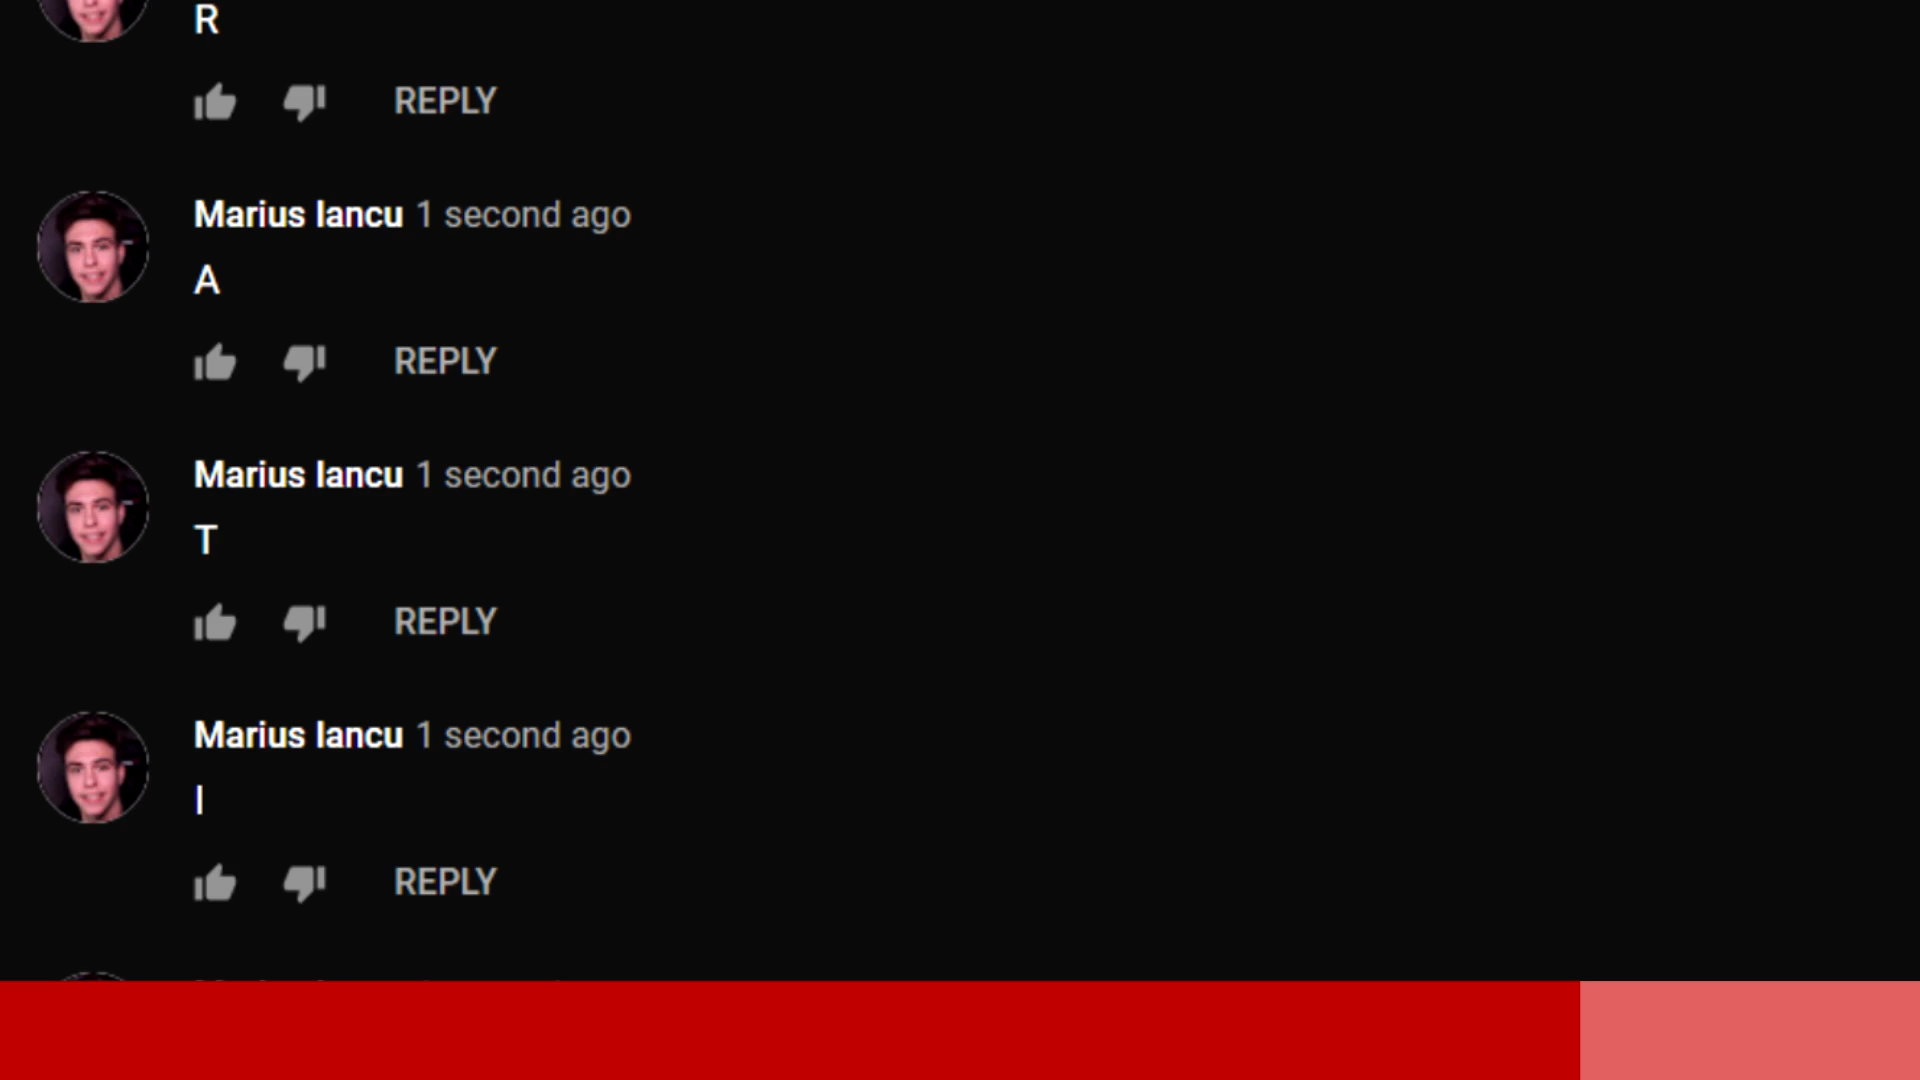 R
REPLY
Marius Iancu 1 second ago
A
REPLY
Marius Iancu 1 second ago
T
REPLY
Marius Iancu 1 second ago
I
REPLY